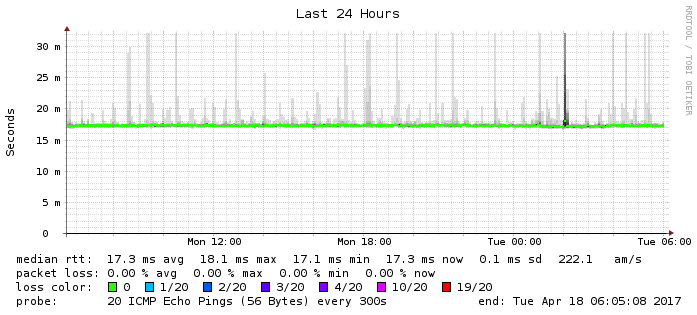 Last 24 Hours
RRDTOOL / TOBI OETIKER
Seconds
30 m
25 m
20 m
15 m
10 m
5 m
0
Mon 12:00 Mon 18:00 Tue 00:00 Tue 06:00
median rtt: 17.3 ms avg 18.1 ms max 17.1 ms min 17.3 ms now 0.1 ms sd 222.1 am/s
packet loss: 0.00 % avg 0.00 % max 0.00 % min 0.00 % now
loss color: 0 1/20 2/20 3/20 4/20 10/20 19/20
probe: 20 ICMP Echo Pings (56 Bytes) every 300s end: Tue Apr 18 06:05:08 2017